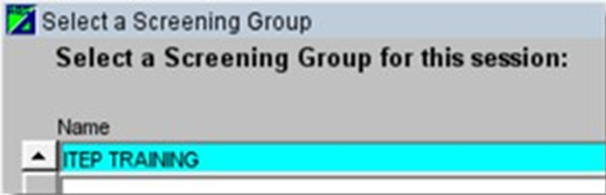 Select a Screening Group
Select a Screening Group for this session:
Name
ITEP TRAINING